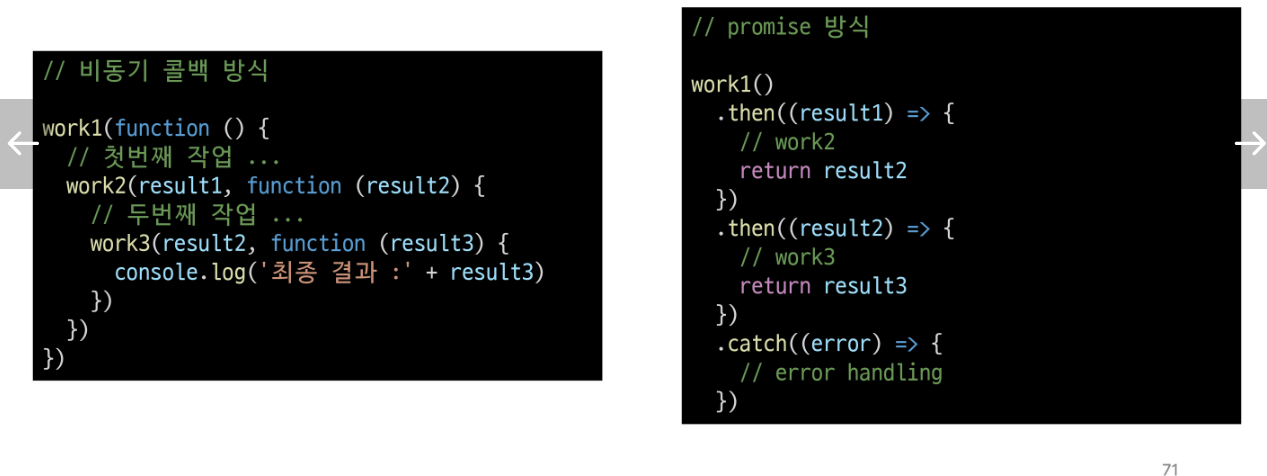 // 비동기 콜백 방식
work1(function () {
  // 첫번째 작업 ...
  work2(result1, function (result2) {
    // 두번째 작업 ...
    work3(result2, function (result3) {
      console.log('최종 결과 :' + result3)
    })
  })
})
// promise 방식
work1()
  .then((result1) => {
    // work2
    return result2
  })
  .then((result2) => {
    // work3
    return result3
  })
  .catch((error) => {
    // error handling
  })
71